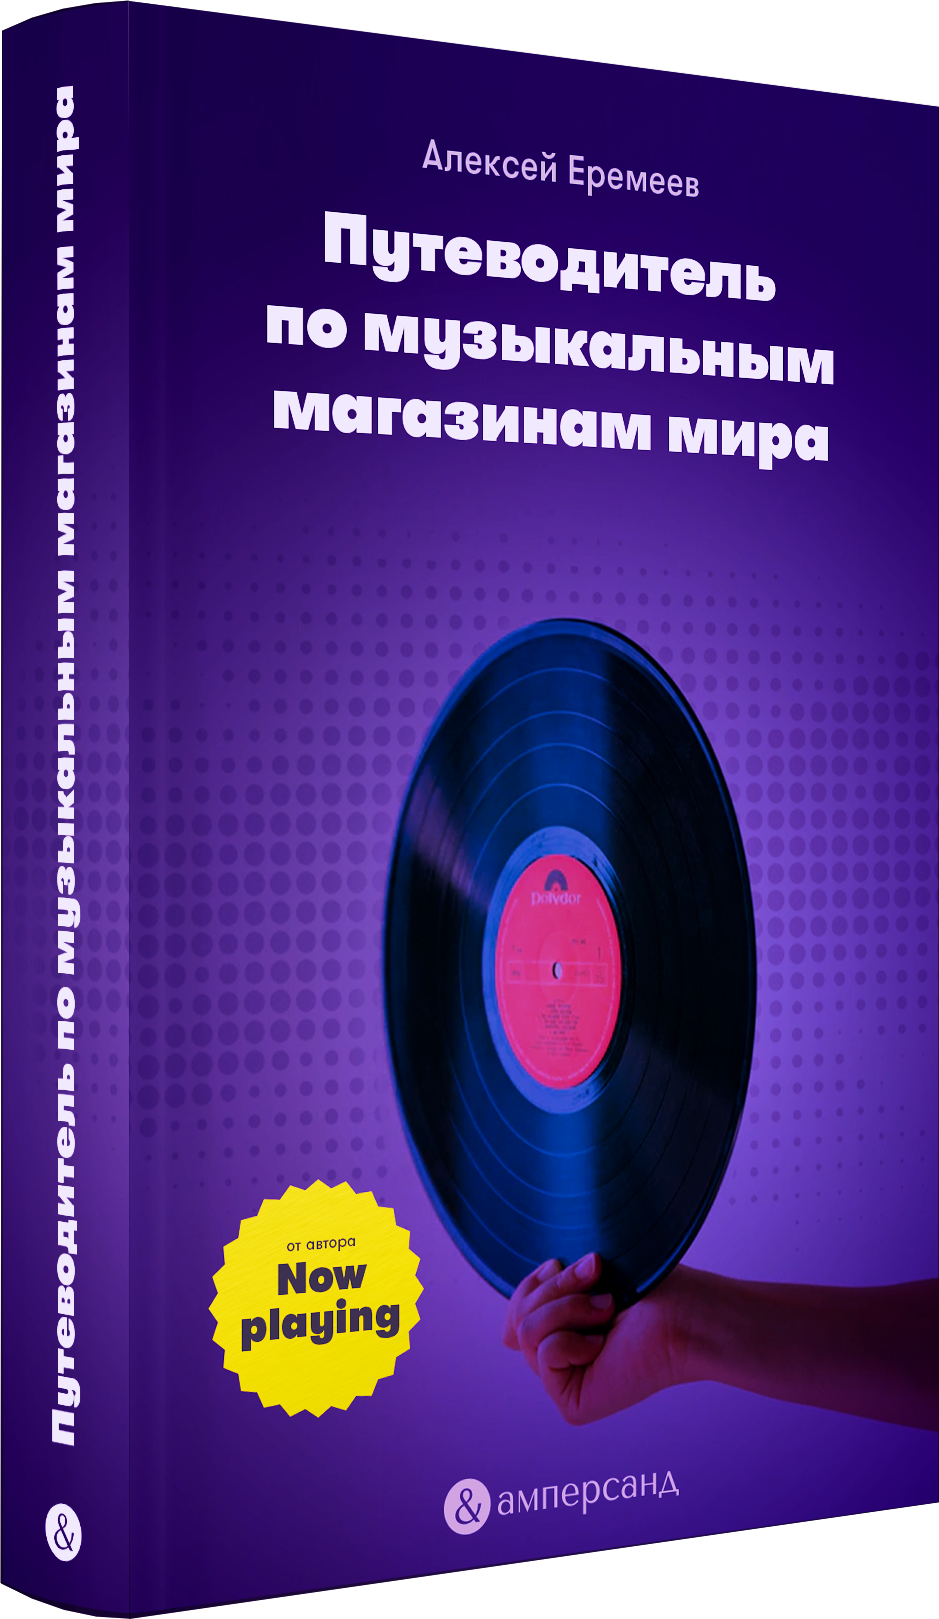 Алексей Еремеев
Путеводитель
по музыкальным
магазинам мира
Polydor
от автора
Now
playing
& амперсанд
Путеводитель по музыкальным магазинам мира
&